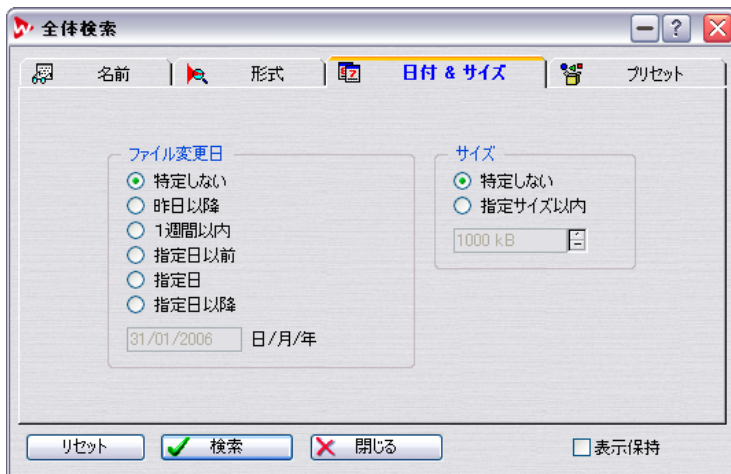 全体検索
名前 形式 日付 & サイズ プリセット
ファイル変更日
特定しない
昨日以降
1週間以内
指定日以前
指定日
指定日以降
31/01/2006 日/月/年
サイズ
特定しない
指定サイズ以内
1000 kB
リセット 検索 閉じる 表示保持